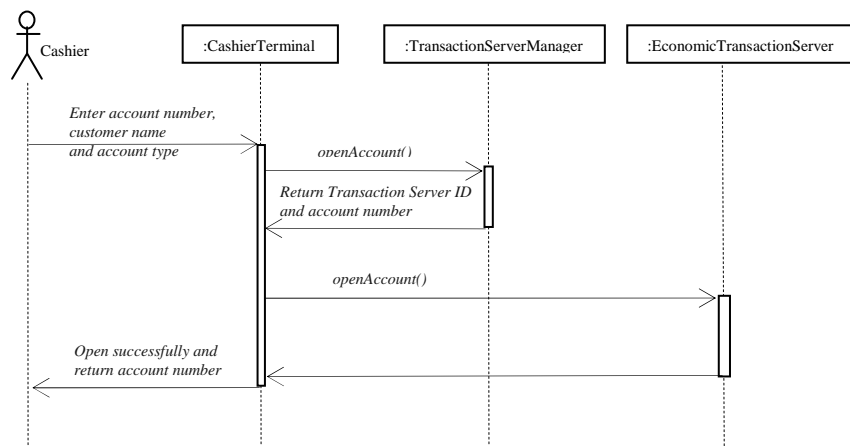 Cashier
:CashierTerminal
:TransactionServerManager
:EconomicTransactionServer
Enter account number,
customer name
and account type
openAccount()
Return Transaction Server ID
and account number
openAccount()
Open successfully and
return account number